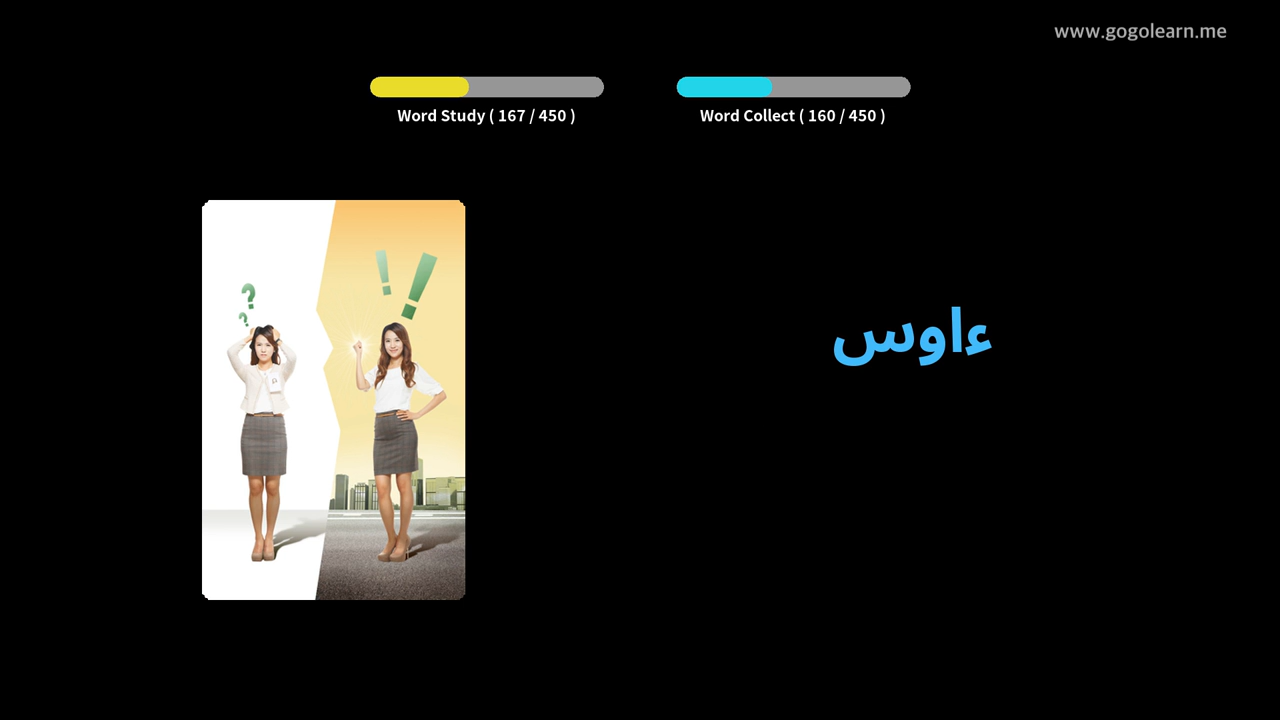 www.gogolearn.me
Word Study ( 167 / 450 )
Word Collect ( 160 / 450 )
? ? ! !
ءاوس